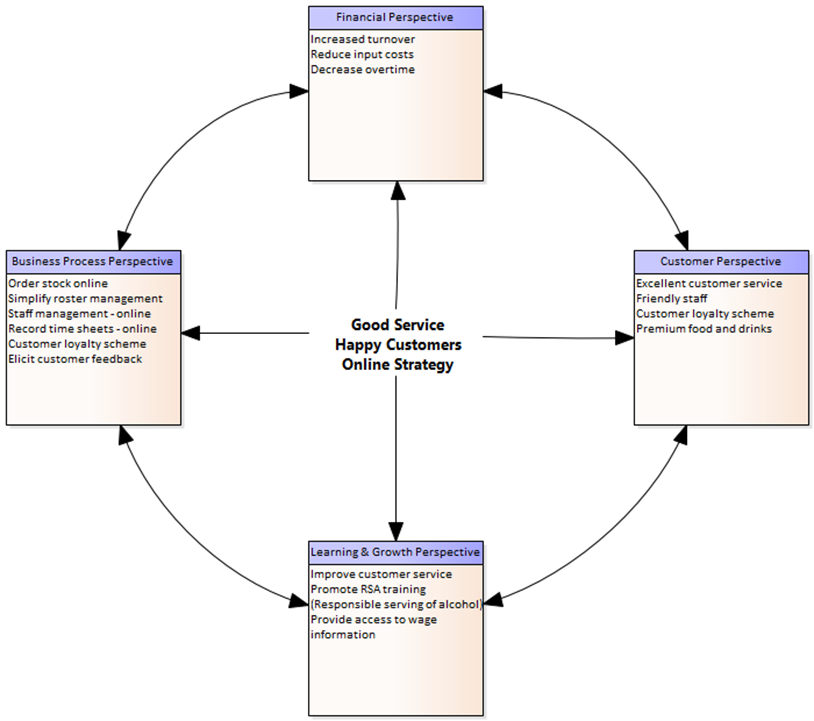 Financial Perspective
Increased turnover
Reduce input costs
Decrease overtime
Business Process Perspective
Order stock online
Simplify roster management
Staff management - online
Record time sheets - online
Customer loyalty scheme
Elicit customer feedback
Good Service
Happy Customers
Online Strategy
Customer Perspective
Excellent customer service
Friendly staff
Customer loyalty scheme
Premium food and drinks
Learning & Growth Perspective
Improve customer service
Promote RSA training
(Responsible serving of alcohol)
Provide access to wage
information